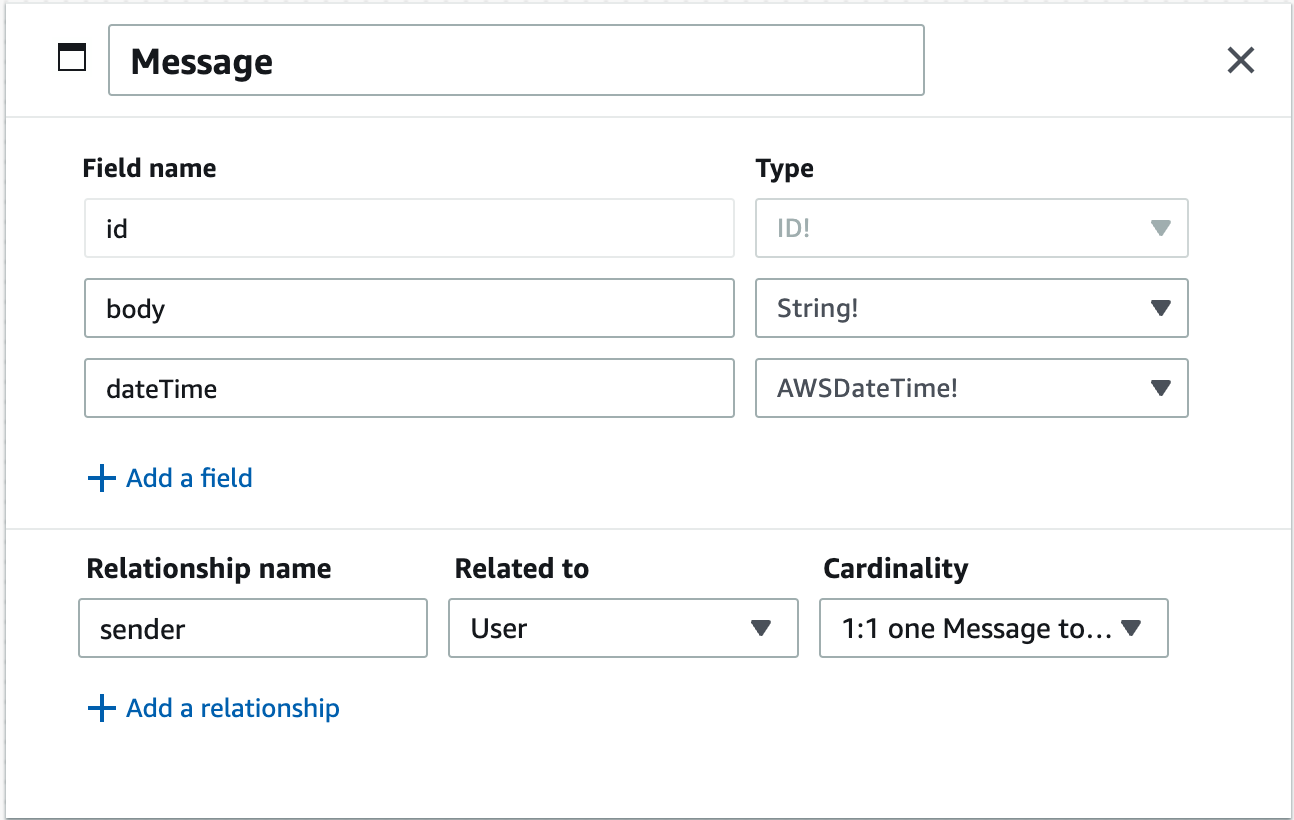 Message
Field name Type
id ID!
body String!
dateTime AWSDateTime!
Add a field
Relationship name Related to Cardinality
sender User 1:1 one Message to...
Add a relationship